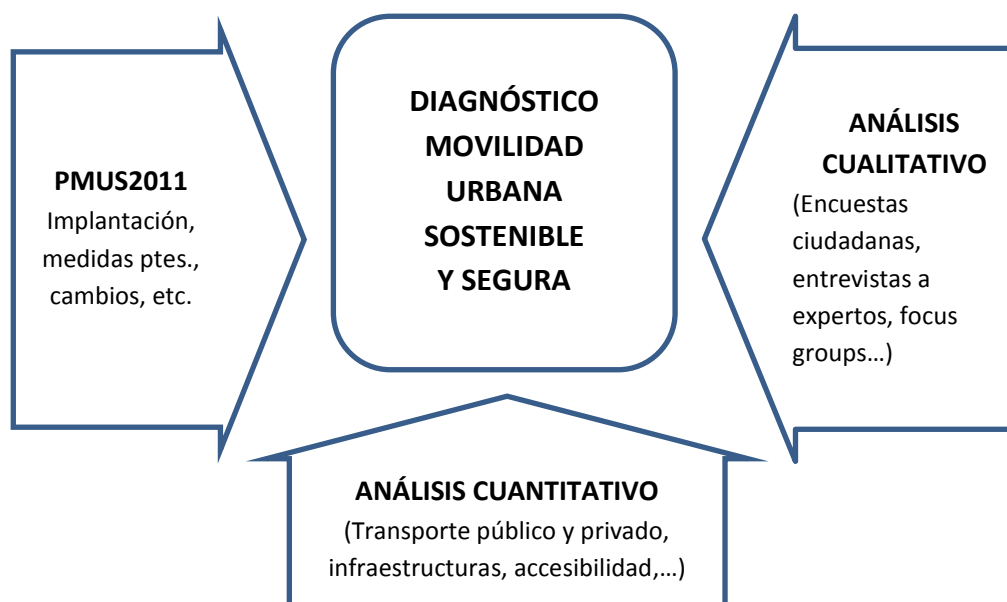 PMUS2011
Implantación,
medidas ptes.,
cambios, etc.
DIAGNÓSTICO
MOVILIDAD
URBANA
SOSTENIBLE
Y SEGURA
ANÁLISIS
CUALITATIVO
(Encuestas
ciudadanas,
entrevistas a
expertos, focus
groups…)
ANÁLISIS CUANTITATIVO
(Transporte público y privado,
infraestructuras, accesibilidad,…)